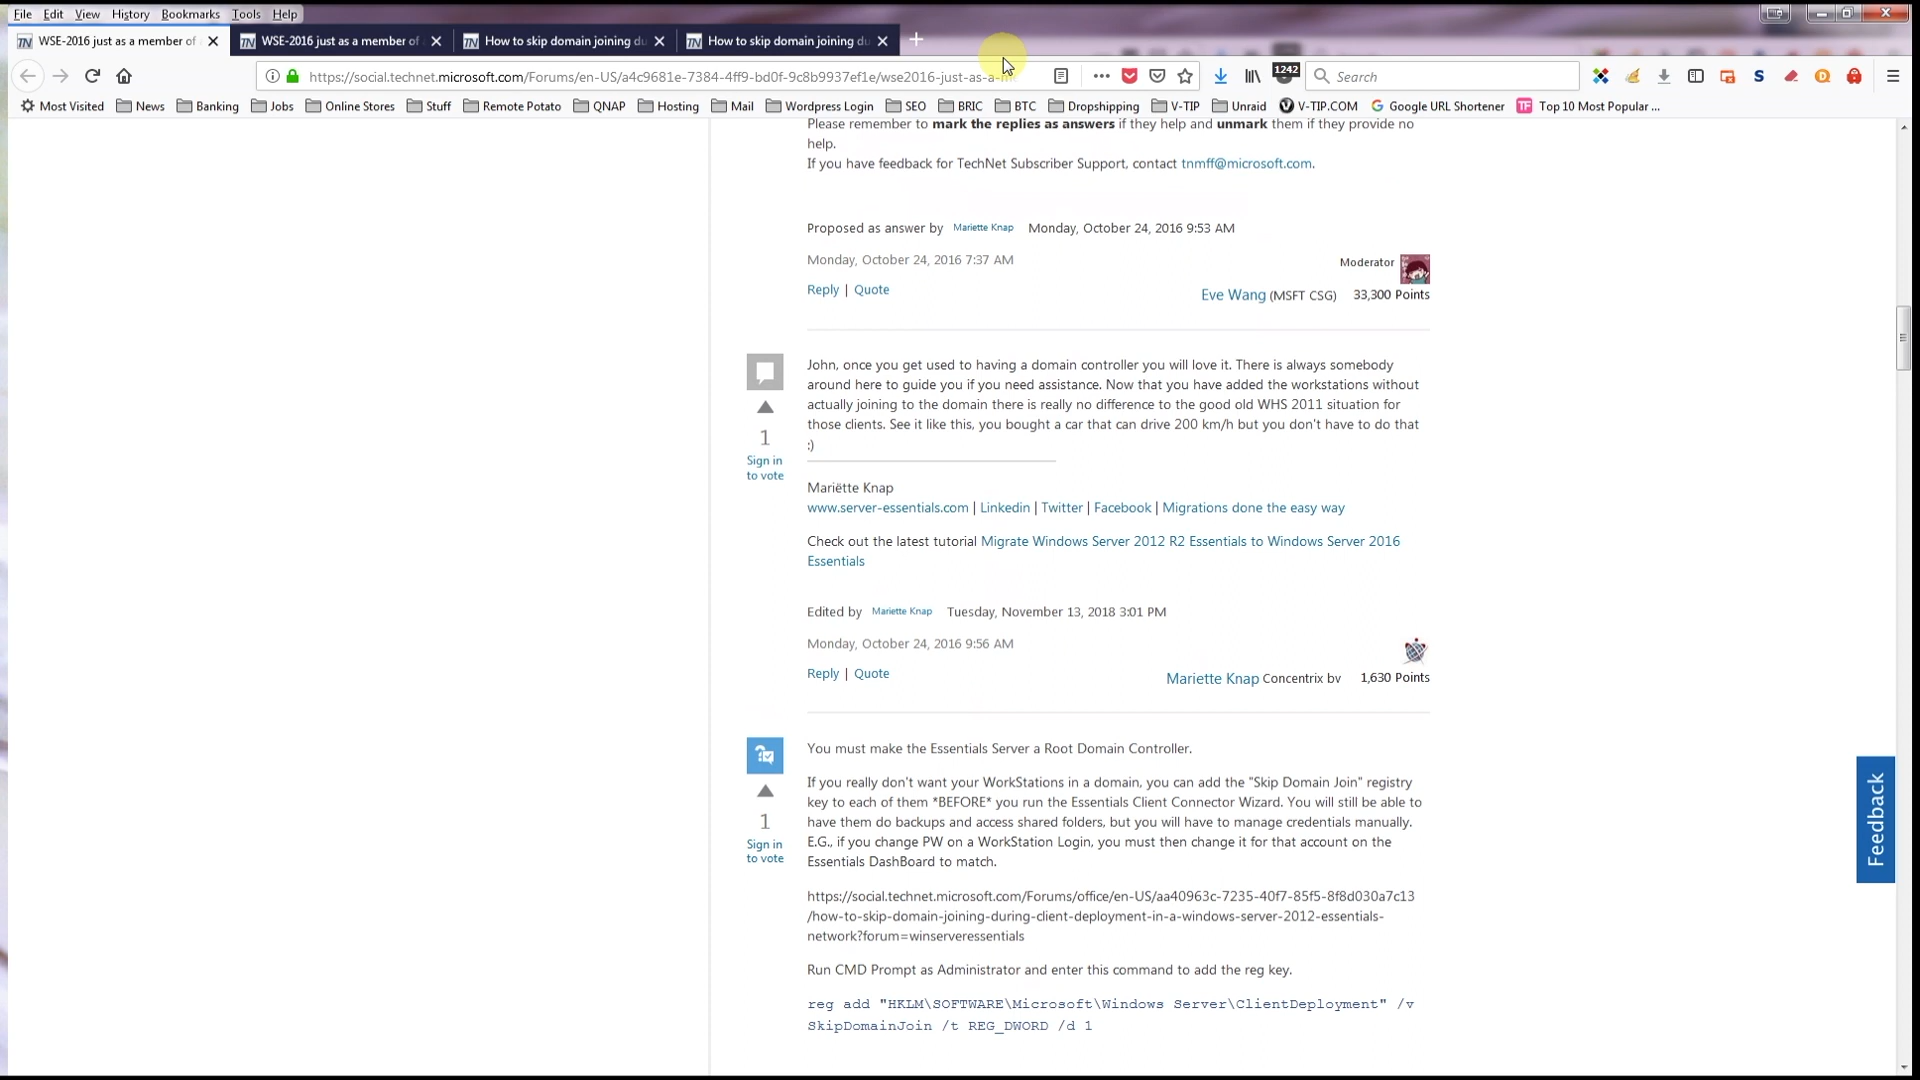 File Edit View History Bookmarks Tools Help
WSE-2016 just as a member of
WSE-2016 just as a member of
How to skip domain joining du
How to skip domain joining du
https://social.technet.microsoft.com/Forums/en-US/a4c9681e-7384-4ff9-bd0f-9c8b9937ef1e/wse2016-just-as-a-
1242
Search
Most Visited News Banking Jobs Online Stores Stuff Remote Potato QNAP Hosting Mail Wordpress Login SEO BRIC BTC Dropshipping V-TIP Unraid V-TIP.COM Google URL Shortener Top 10 Most Popular ...
Please remember to mark the replies as answers if they help and unmark them if they provide no
help.
If you have feedback for TechNet Subscriber Support, contact tnmff@microsoft.com.
Proposed as answer by Mariette Knap Monday, October 24, 2016 9:53 AM
Monday, October 24, 2016 7:37 AM
Moderator
Reply | Quote
Eve Wang (MSFT CSG) 33,300 Points
John, once you get used to having a domain controller you will love it. There is always somebody
around here to guide you if you need assistance. Now that you have added the workstations without
actually joining to the domain there is really no difference to the good old WHS 2011 situation for
those clients. See it like this, you bought a car that can drive 200 km/h but you don't have to do that
:)
1
Sign in
to vote
Mariëtte Knap
www.server-essentials.com | Linkedin | Twitter | Facebook | Migrations done the easy way
Check out the latest tutorial Migrate Windows Server 2012 R2 Essentials to Windows Server 2016
Essentials
Edited by Mariette Knap Tuesday, November 13, 2018 3:01 PM
Monday, October 24, 2016 9:56 AM
Reply | Quote
Mariette Knap Concentrix bv 1,630 Points
You must make the Essentials Server a Root Domain Controller.
If you really don't want your WorkStations in a domain, you can add the "Skip Domain Join" registry
key to each of them *BEFORE* you run the Essentials Client Connector Wizard. You will still be able to
have them do backups and access shared folders, but you will have to manage credentials manually.
E.G., if you change PW on a WorkStation Login, you must then change it for that account on the
Essentials DashBoard to match.
1
Sign in
to vote
https://social.technet.microsoft.com/Forums/office/en-US/aa40963c-7235-40f7-85f5-8f8d030a7c13
/how-to-skip-domain-joining-during-client-deployment-in-a-windows-server-2012-essentials-
network?forum=winserveressentials
Run CMD Prompt as Administrator and enter this command to add the reg key.
reg add "HKLM\SOFTWARE\Microsoft\Windows Server\ClientDeployment" /v
SkipDomainJoin /t REG_DWORD /d 1
Feedback